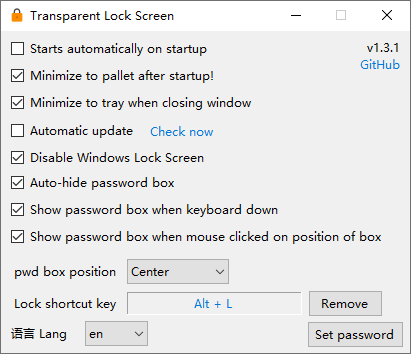 Transparent Lock Screen
Starts automatically on startup
v1.3.1
GitHub
Minimize to pallet after startup!
Minimize to tray when closing window
Automatic update Check now
Disable Windows Lock Screen
Auto-hide password box
Show password box when keyboard down
Show password box when mouse clicked on position of box
pwd box position Center
Lock shortcut key Alt + L Remove
语言 Lang en Set password